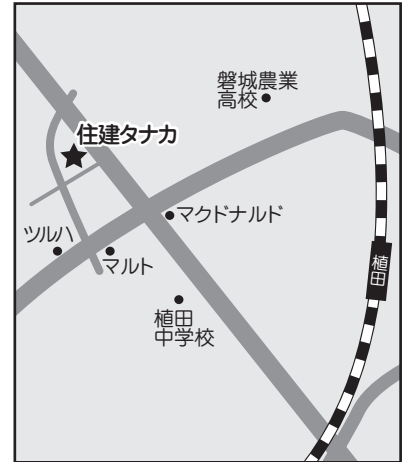 磐城農業
高校
住建タナカ
マクドナルド
ツルハ
マルト
植田
植田
中学校